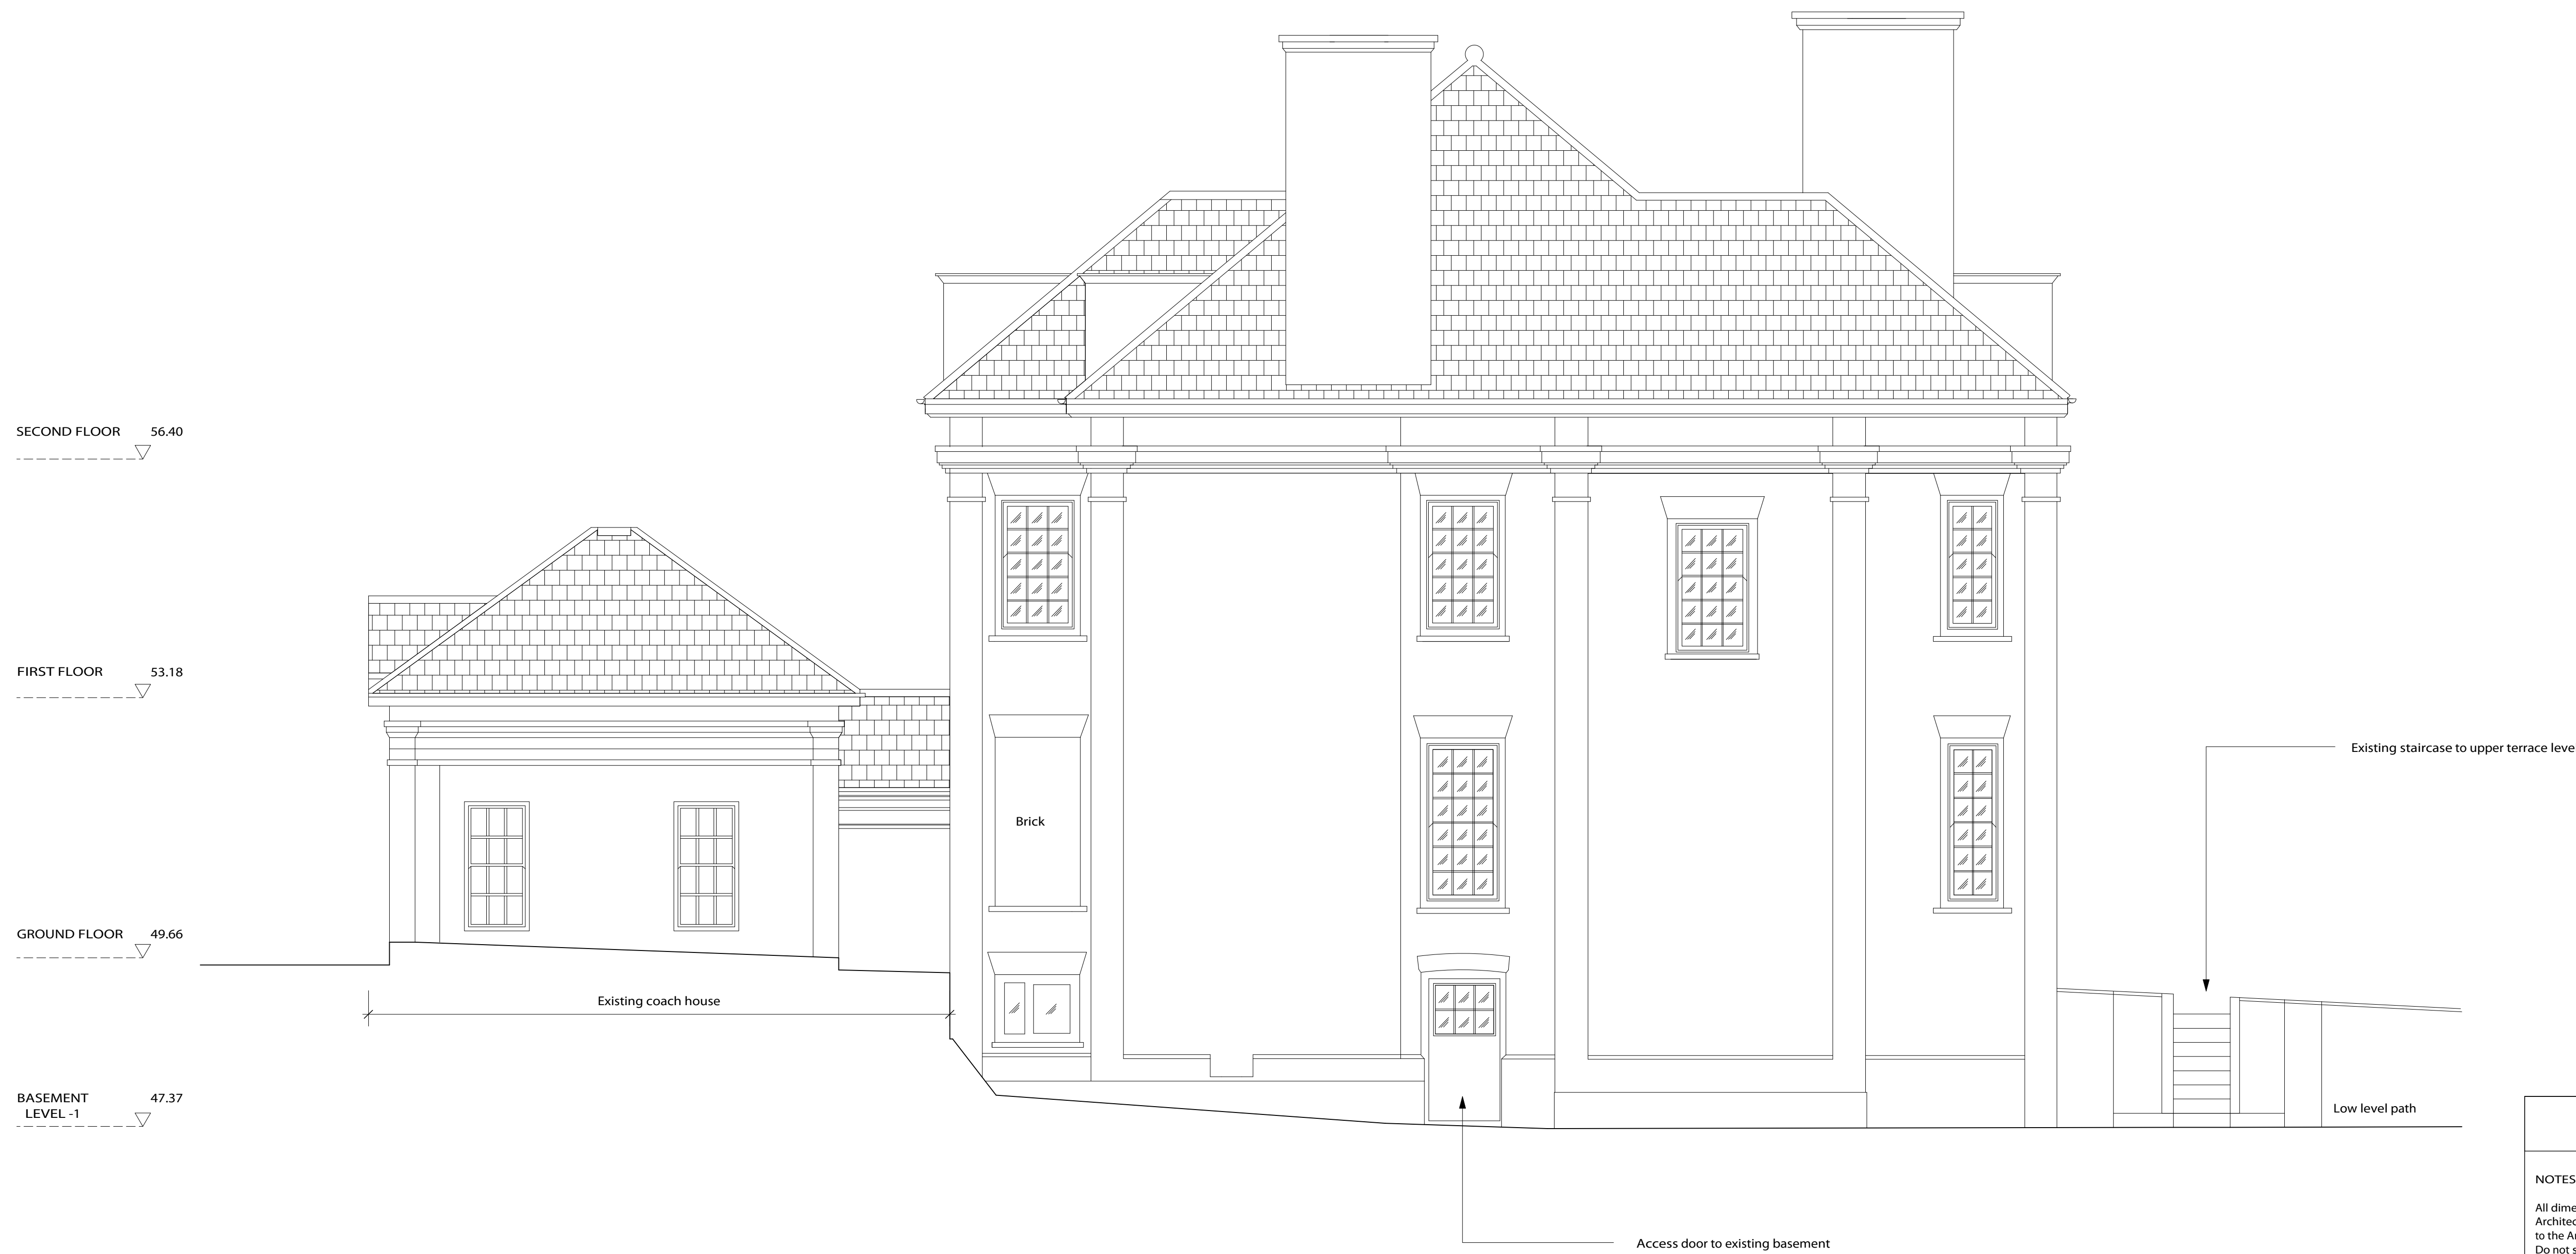 SECOND FLOOR 56.40
FIRST FLOOR 53.18
Existing staircase to upper terrace leve
Brick
GROUND FLOOR 49.66
Existing coach house
BASEMENT 47.37
LEVEL -1
Low level path
NOTES
All dime
Architec
to the A
Do not s
Access door to existing basement